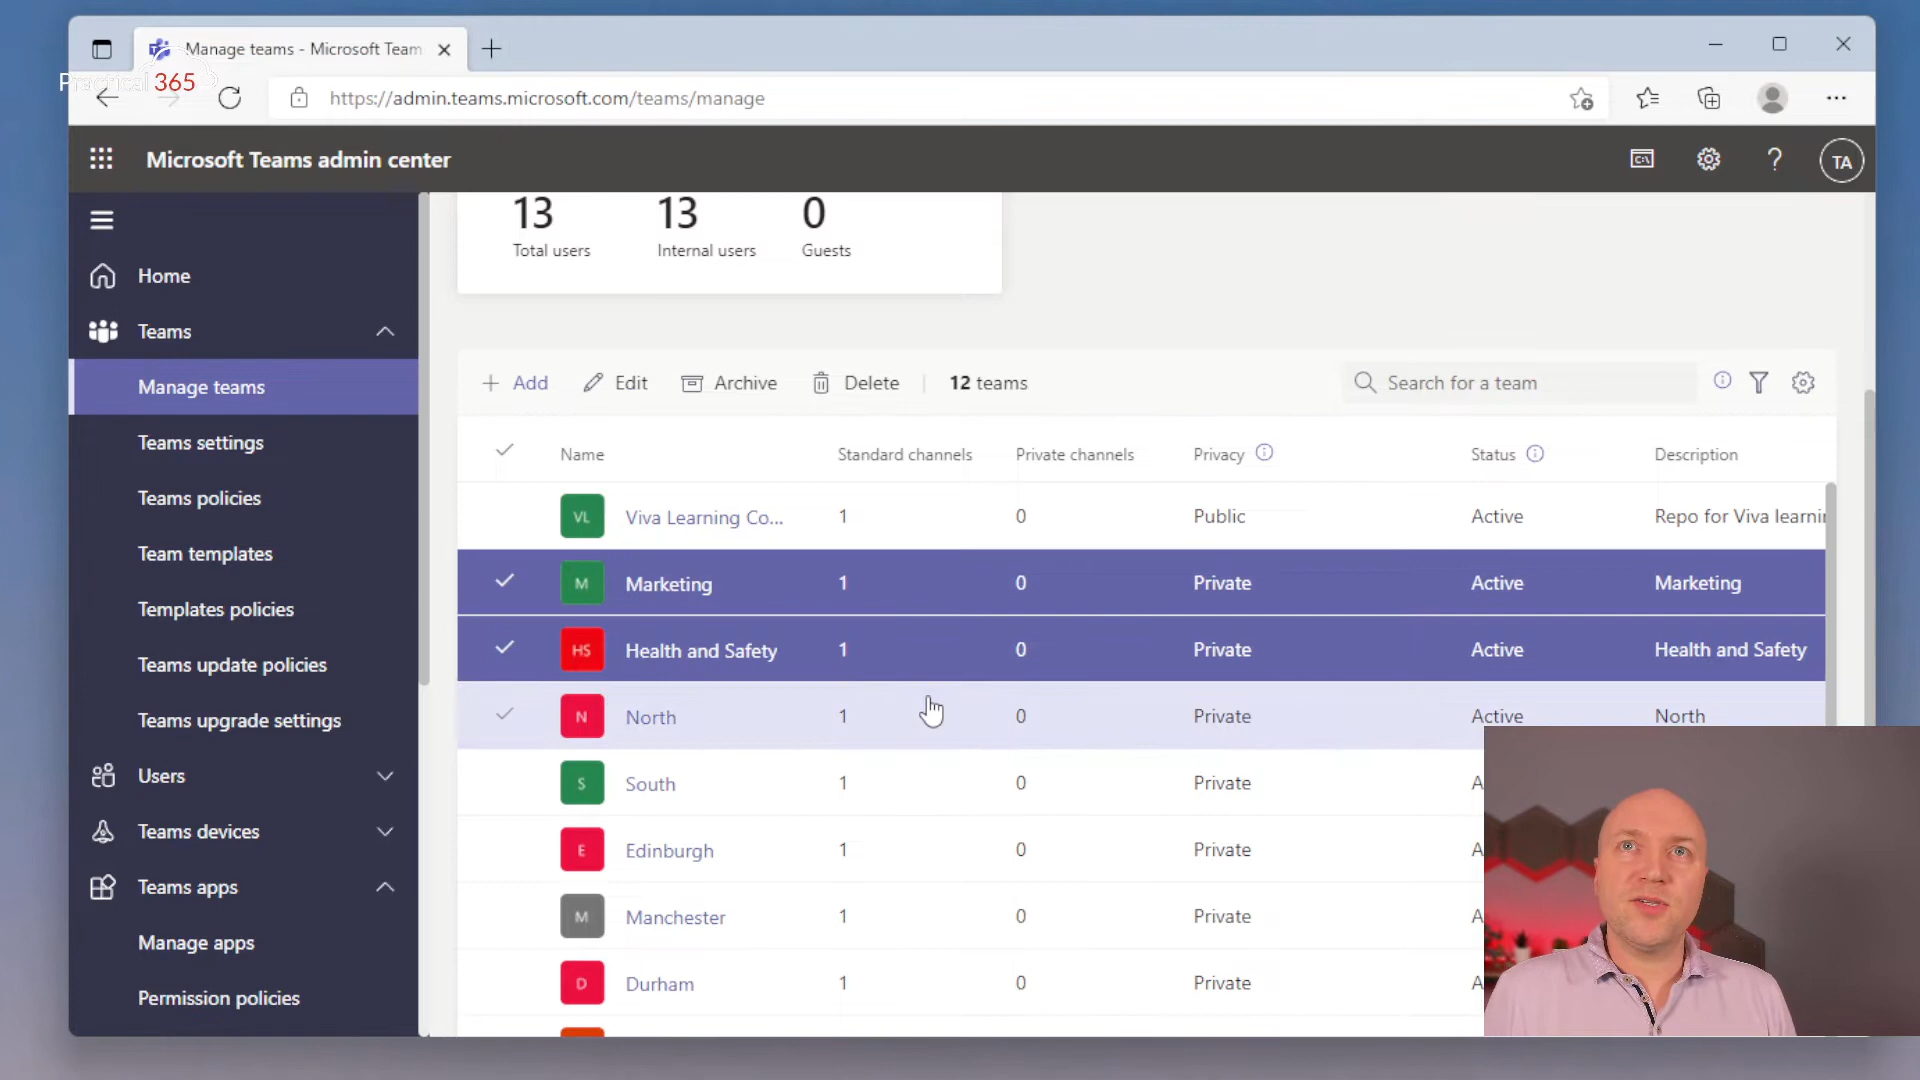 Manage teams - Microsoft Team
Practical 365
https://admin.teams.microsoft.com/teams/manage
Microsoft Teams admin center
TA
13
13
0
Total users
Internal users
Guests
Home
Teams
Manage teams
Teams settings
Teams policies
Team templates
Templates policies
Teams update policies
Teams upgrade settings
Users
Teams devices
Teams apps
Manage apps
Permission policies
Add
Edit
Archive
Delete
12 teams
Search for a team
Name
Standard channels
Private channels
Privacy
Status
Description
VL Viva Learning Co... 1 0 Public Active Repo for Viva learnin
M Marketing 1 0 Private Active Marketing
HS Health and Safety 1 0 Private Active Health and Safety
N North 1 0 Private Active North
S South 1 0 Private A
E Edinburgh 1 0 Private A
M Manchester 1 0 Private A
D Durham 1 0 Private A